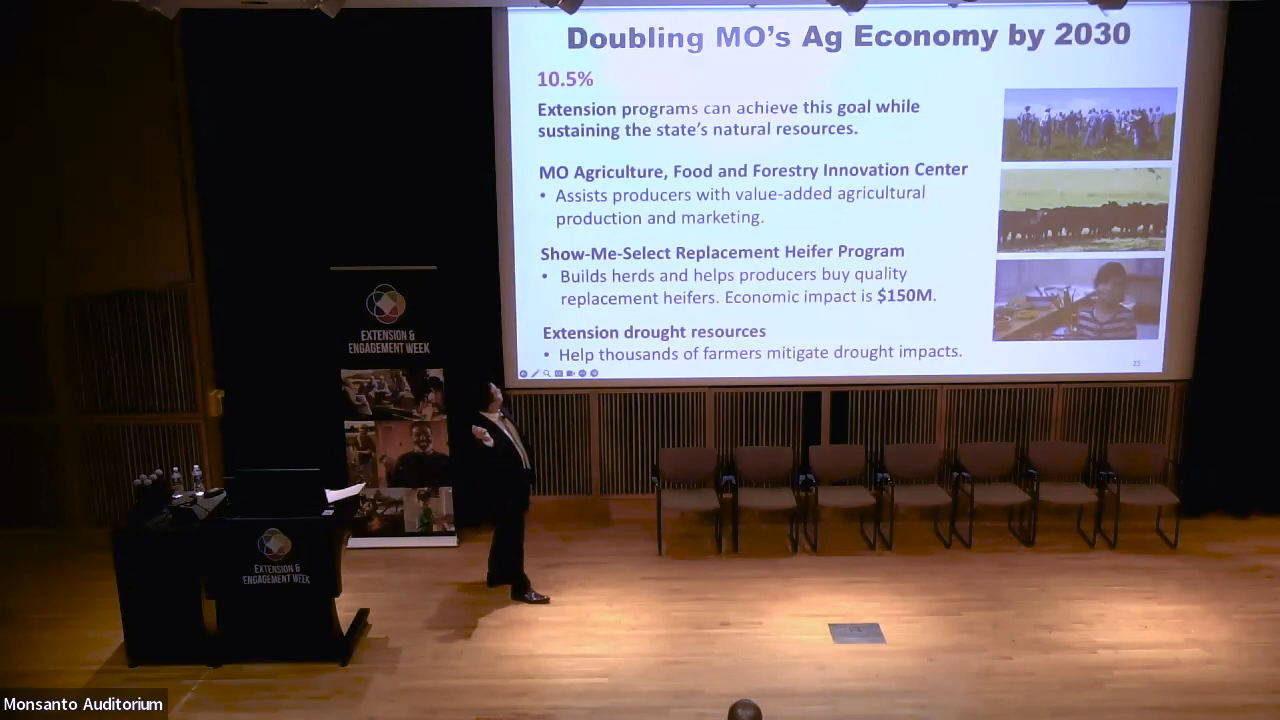 Doubling MO's Ag Economy by 2030
10.5%
Extension programs can achieve this goal while
sustaining the state's natural resources.
MO Agriculture, Food and Forestry Innovation Center
• Assists producers with value-added agricultural
production and marketing.
Show-Me-Select Replacement Heifer Program
• Builds herds and helps producers buy quality
replacement heifers. Economic impact is $150M.
Extension drought resources
• Help thousands of farmers mitigate drought impacts.
23
EXTENSION &
ENGAGEMENT WEEK
EXTENSION &
ENGAGEMENT WEEK
Monsanto Auditorium